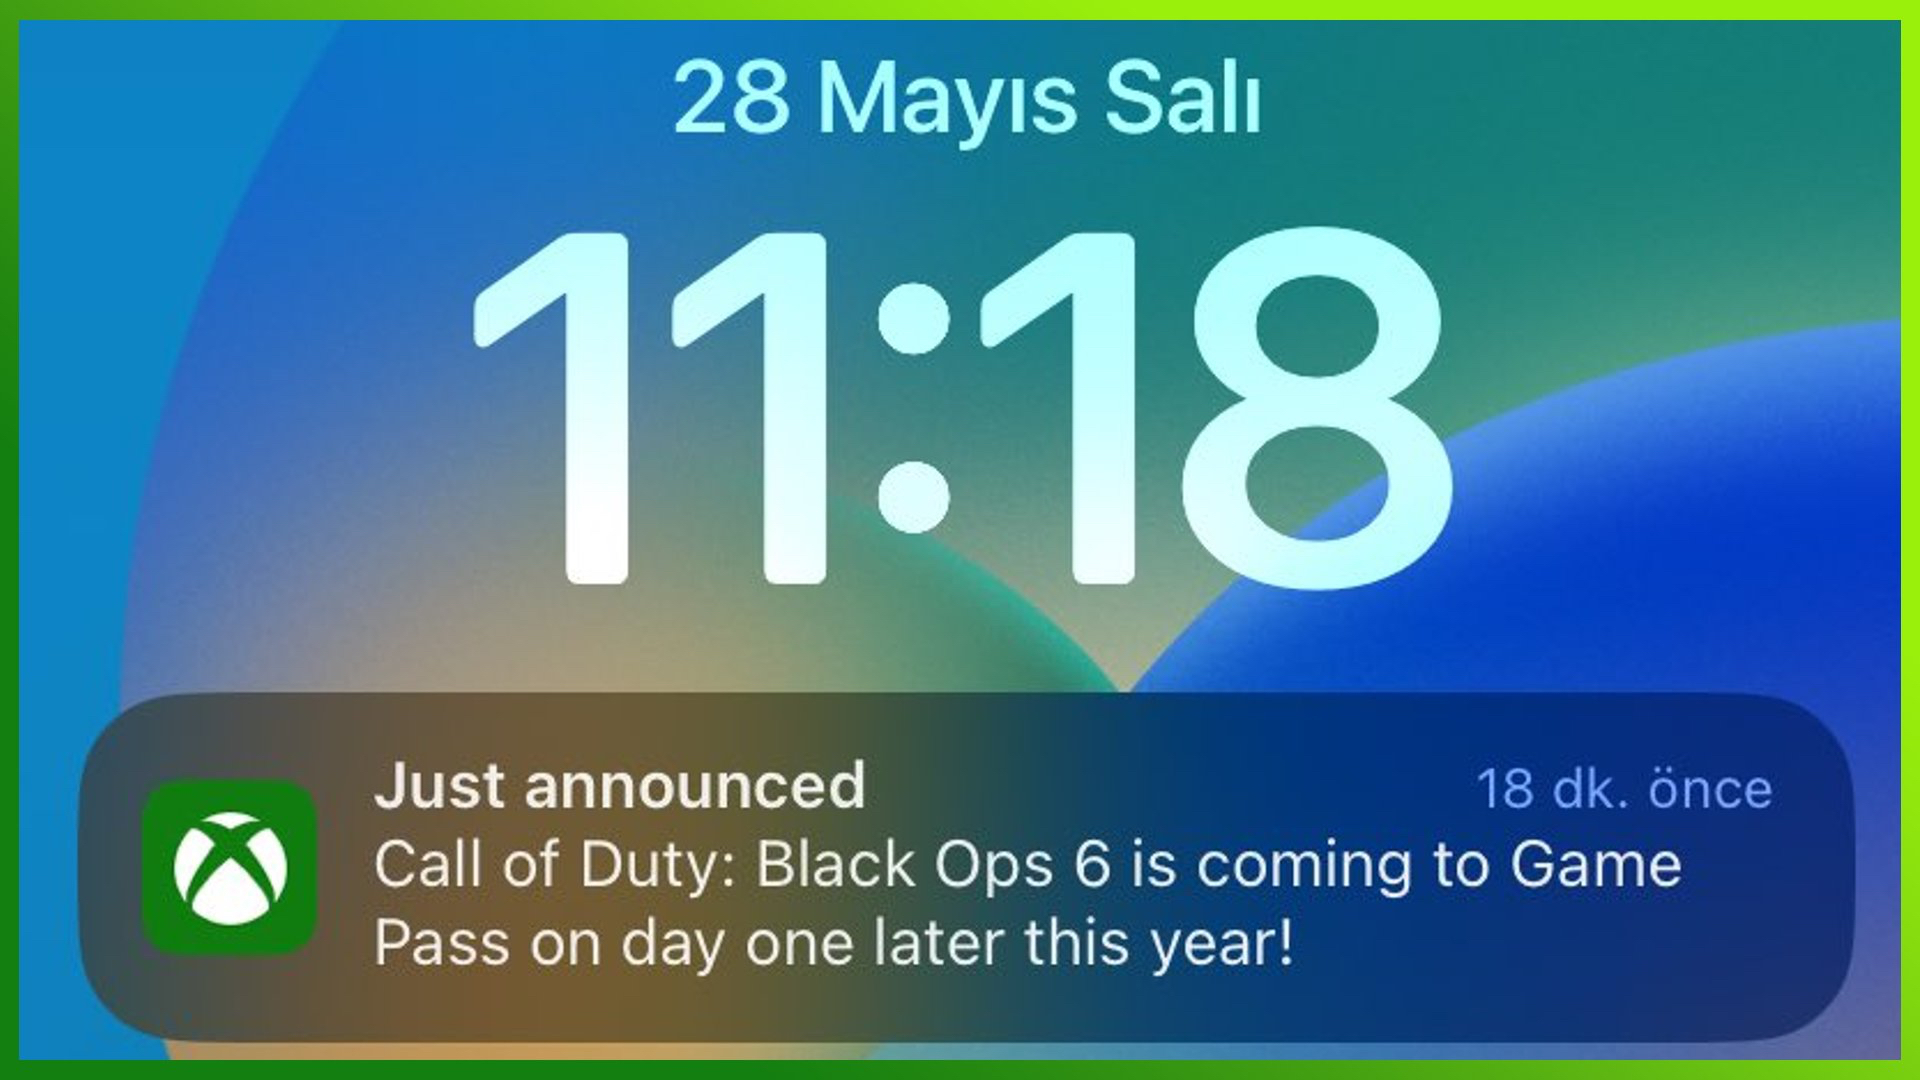 28 Mayıs Salı
11:18
Just announced
18 dk. önce
Call of Duty: Black Ops 6 is coming to Game
Pass on day one later this year!